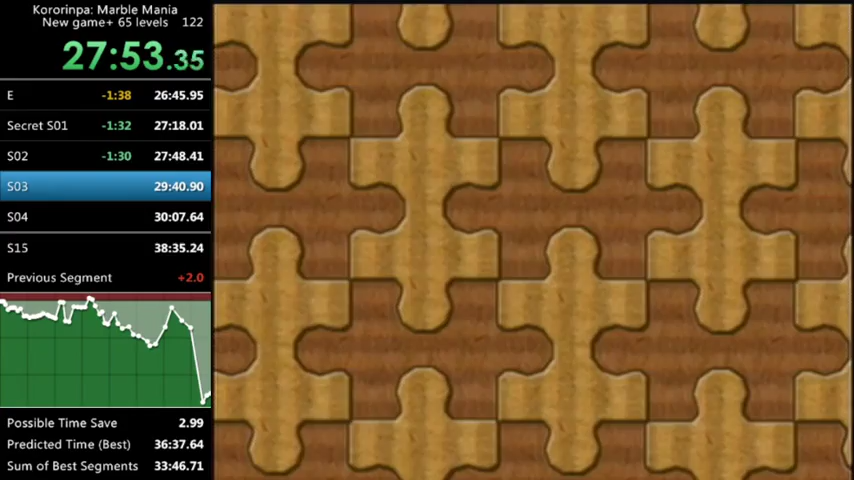 Kororinpa: Marble Mania
New game+ 65 levels 122
27:53.35
E -1:38 26:45.95
Secret S01 -1:32 27:18.01
S02 -1:30 27:48.41
S03 29:40.90
S04 30:07.64
S15 38:35.24
Previous Segment +2.0
Possible Time Save 2.99
Predicted Time (Best) 36:37.64
Sum of Best Segments 33:46.71